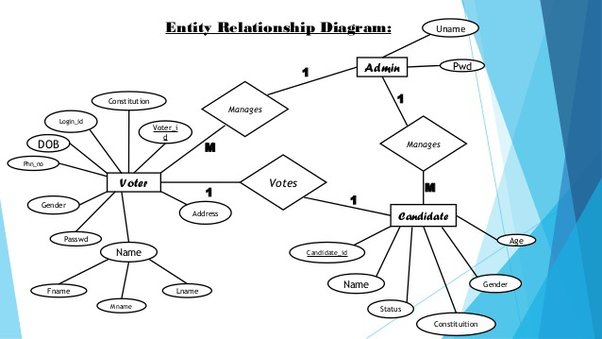 Entity Relationship Diagram:
Uname
Admin
Pwd
1
1
Manages
Constitution
Login_id
Voter_i
d
DOB
Manages
M
Phn_no
Voter
1
Votes
M
Gender
Address
1
Candidate
Passwd
Name
Candidate_id
Age
Fname
Mname
Lname
Name
Status
Constituition
Gender